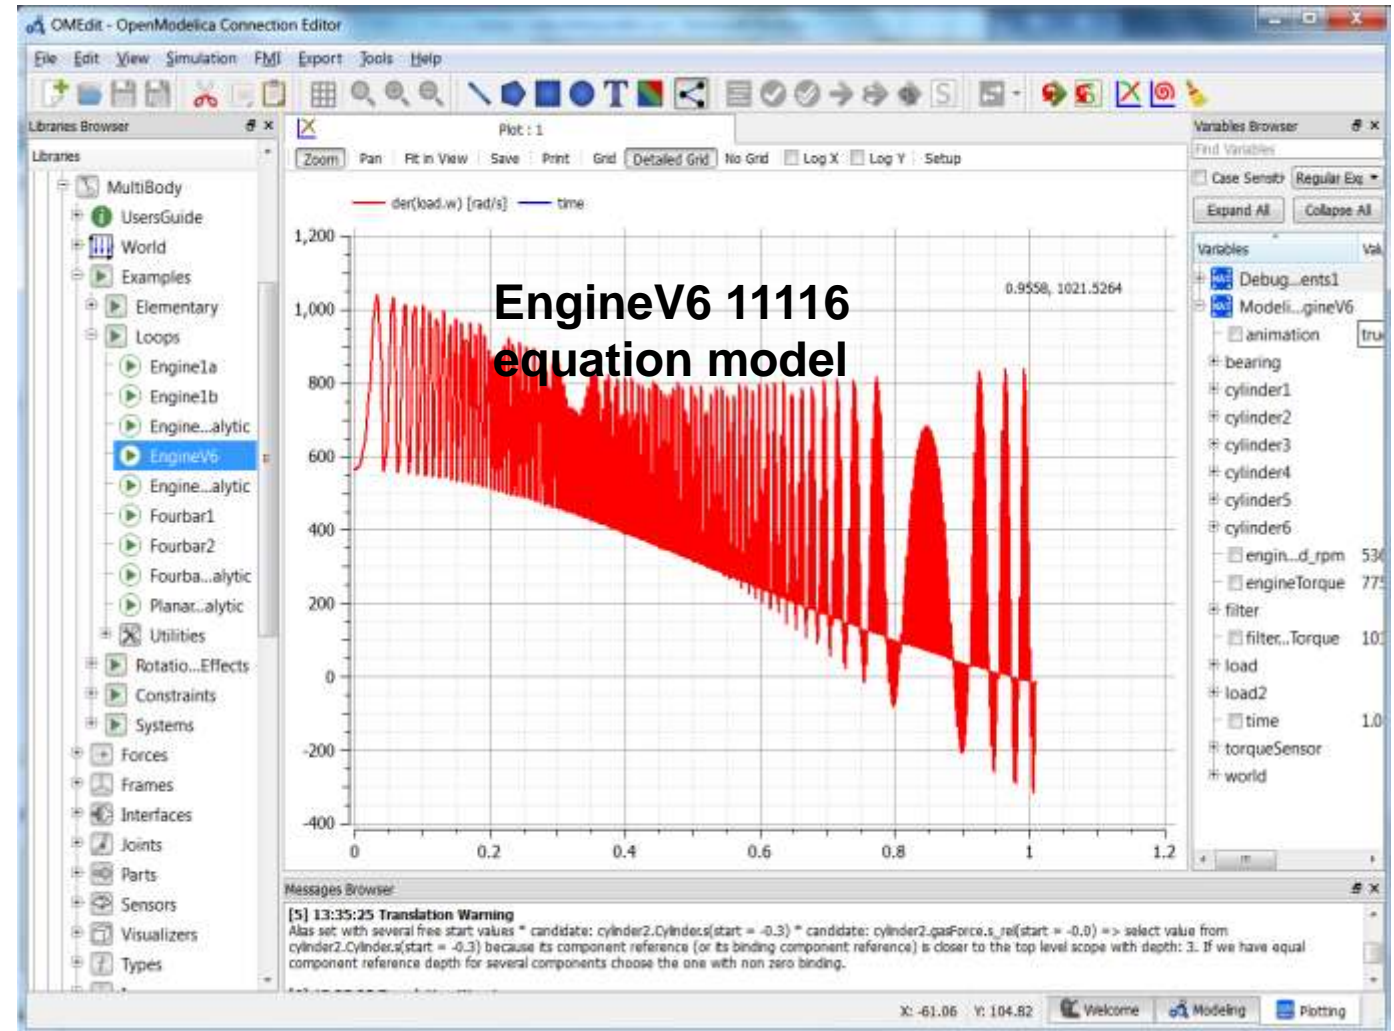 OMEdit - OpenModelica Connection Editor
File Edit View Simulation FMI Export Tools Help
Libraries Browser
Libraries
MultiBody
UsersGuide
World
Examples
Elementary
Loops
Engine1a
Engine1b
Engine...alytic
EngineV6
Engine...alytic
Fourbar1
Fourbar2
Fourba...alytic
Planar...alytic
Utilities
Rotatio...Effects
Constraints
Systems
Forces
Frames
Interfaces
Joints
Parts
Sensors
Visualizers
Types
Plot : 1
Zoom Pan Fit in View Save Print Grid Detailed Grid No Grid Log X Log Y Setup
der(load.w) [rad/s] time
EngineV6 11116
equation model
0.9558, 1021.5264
1,200
1,000
800
600
400
200
0
-200
-400
0 0.2 0.4 0.6 0.8 1 1.2
Variables Browser
Find Variables
Case Sensiti Regular Exp
Expand All Collapse All
Variables Val
Debug...ents1
Modeli...gineV6
animation tru
bearing
cylinder1
cylinder2
cylinder3
cylinder4
cylinder5
cylinder6
engin...d_rpm 530
engineTorque 775
filter
filter...Torque 101
load
load2
time 1.0
torqueSensor
world
Messages Browser
[5] 13:35:25 Translation Warning
Alias set with several free start values * candidate: cylinder2.Cylinder.s(start = -0.3) * candidate: cylinder2.gasForce.s_rel(start = -0.0) => select value from
cylinder2.Cylinder.s(start = -0.3) because its component reference (or its binding component reference) is closer to the top level scope with depth: 3. If we have equal
component reference depth for several components choose the one with non zero binding.
X: -61.06 Y: 104.82 Welcome Modeling Plotting